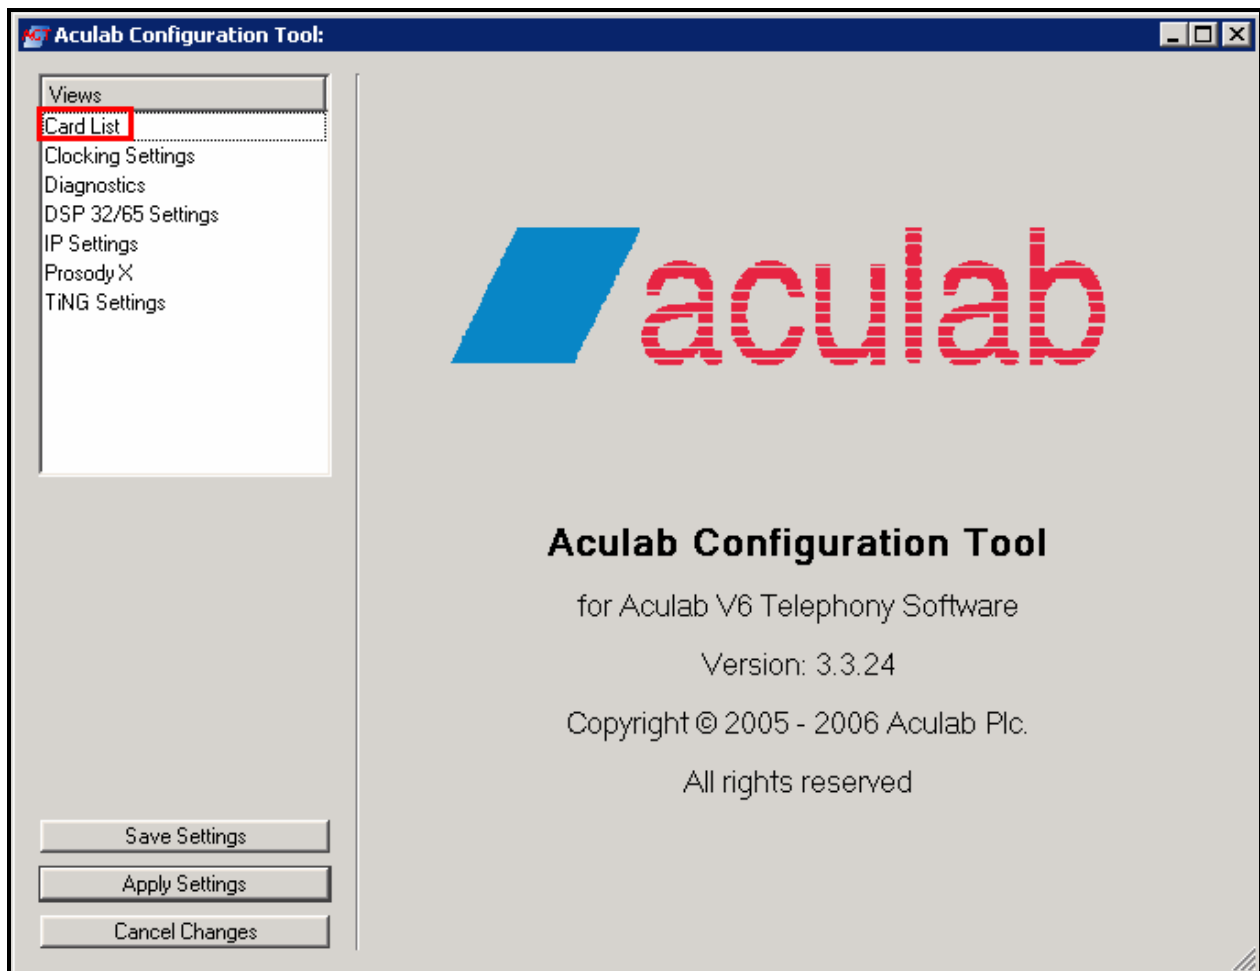 ACT Aculab Configuration Tool:
Views
Card List
Clocking Settings
Diagnostics
DSP 32/65 Settings
IP Settings
Prosody X
TiNG Settings
Save Settings
Apply Settings
Cancel Changes
aculab
Aculab Configuration Tool
for Aculab V6 Telephony Software
Version: 3.3.24
Copyright © 2005 - 2006 Aculab Plc.
All rights reserved